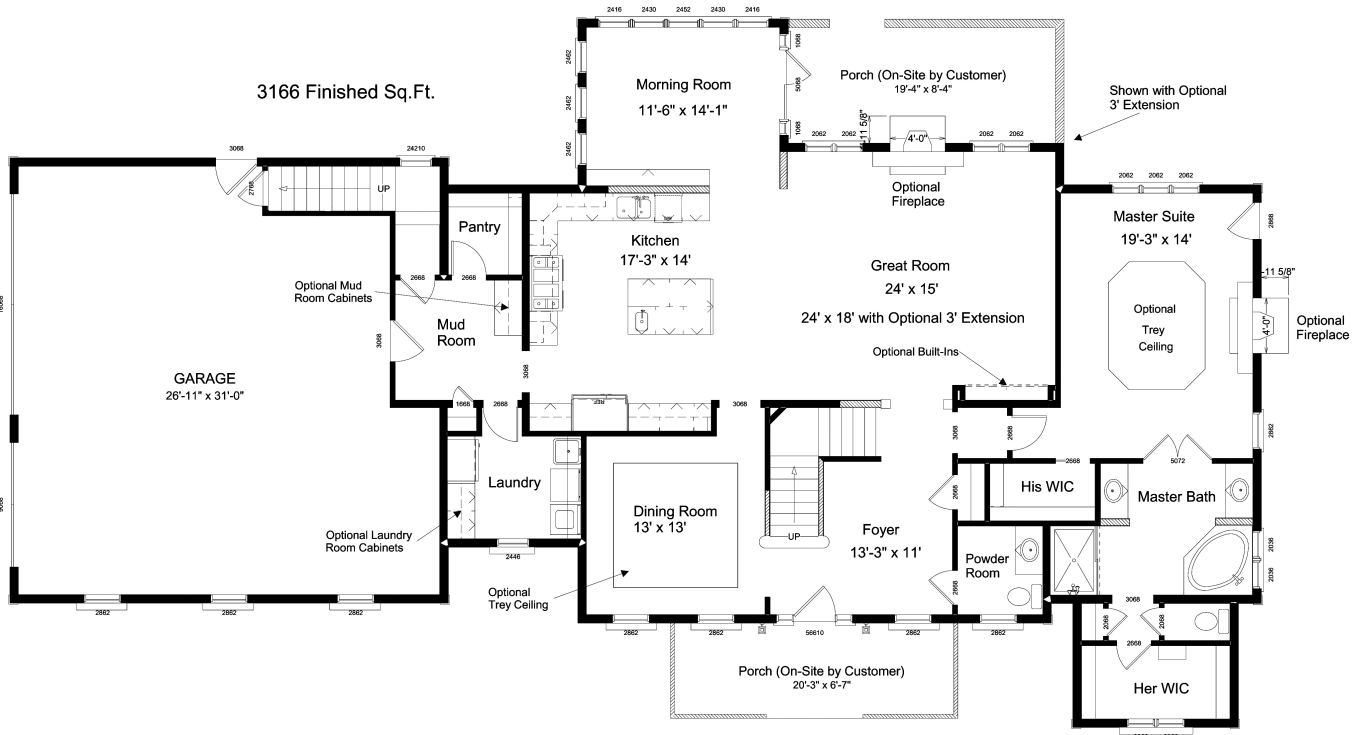 2416 2430 2452 2430 2416
3166 Finished Sq.Ft.
2462
2462
2462
Morning Room
11'-6" x 14'-1"
1068
5068
1068
Porch (On-Site by Customer)
19'-4" x 8'-4"
Shown with Optional
3' Extension
2062 2062
11 5/8"
4'-0"
2062 2062
Optional
Fireplace
3068
24210
2768
UP
Pantry
2668
2668
Kitchen
17'-3" x 14'
Great Room
24' x 15'
24' x 18' with Optional 3' Extension
Optional Built-Ins
2062 2062 2062
Master Suite
19'-3" x 14'
2868
11 5/8"
4'-0"
Optional
Fireplace
Optional
Trey
Ceiling
Optional Mud
Room Cabinets
Mud
Room
3068
3068
GARAGE
26'-11" x 31'-0"
16068
9068
1668
2668
REF.
3068
3068
2668
2862
2668
5072
His WIC
Master Bath
2668
Laundry
Optional Laundry
Room Cabinets
2446
Dining Room
13' x 13'
Optional
Trey Ceiling
UP
Foyer
13'-3" x 11'
2668
Powder
Room
2036
2036
3068
2068
2068
2668
Her WIC
2862
2862
2862
2862
2862
56610
2862
2862
Porch (On-Site by Customer)
20'-3" x 6'-7"